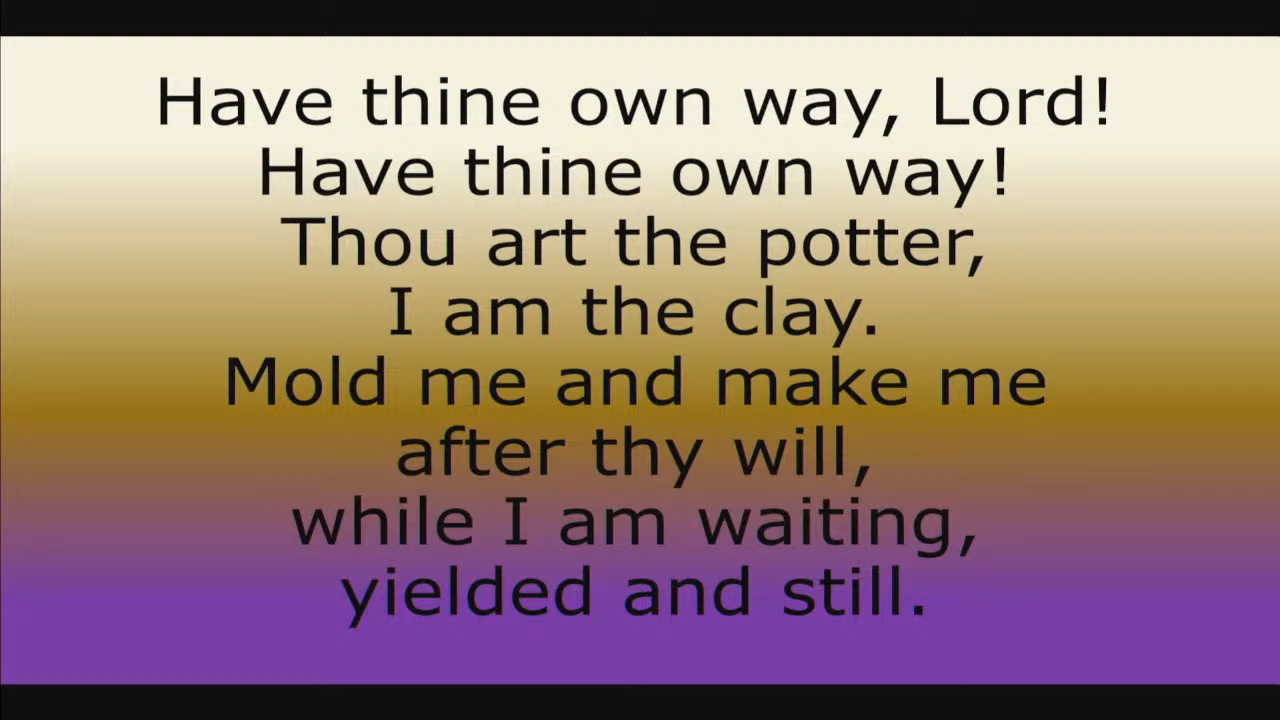 Have thine own way, Lord!
Have thine own way!
Thou art the potter,
I am the clay.
Mold me and make me
after thy will,
while I am waiting,
yielded and still.